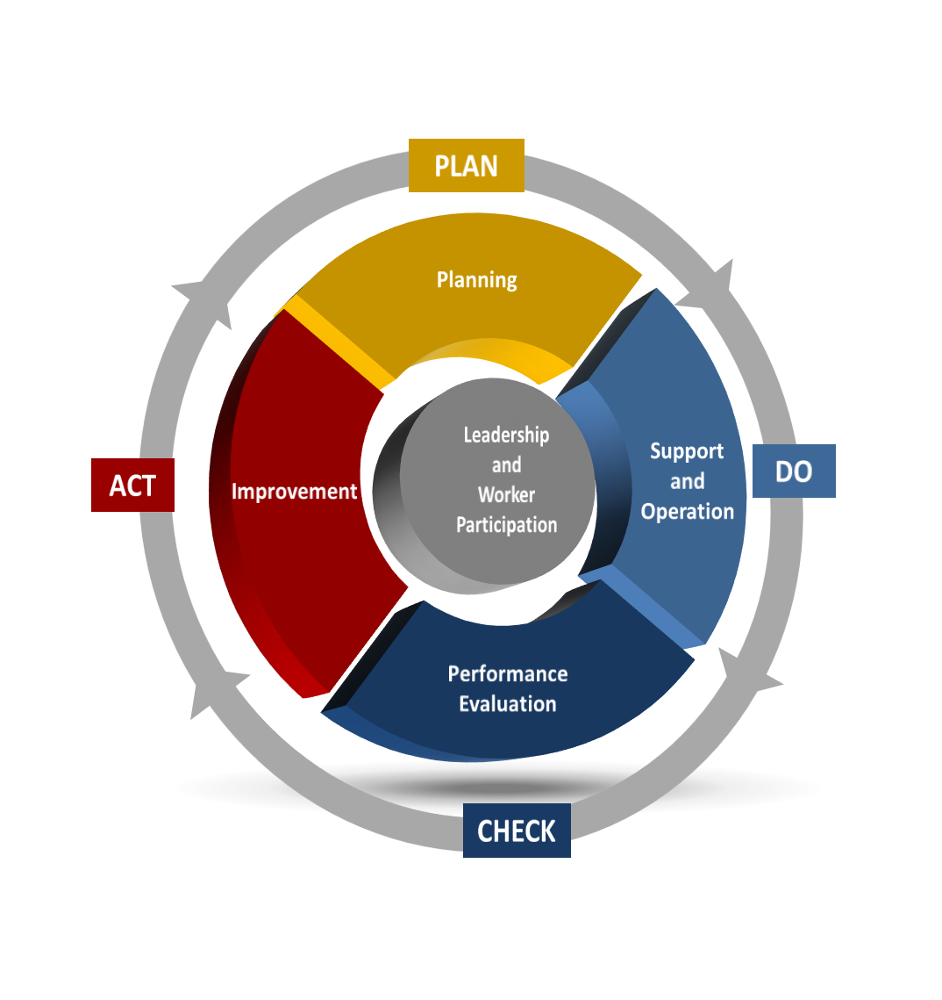 PLAN
Planning
Leadership
and
Worker
Participation
Support
and
Operation
DO
ACT
Improvement
Performance
Evaluation
CHECK